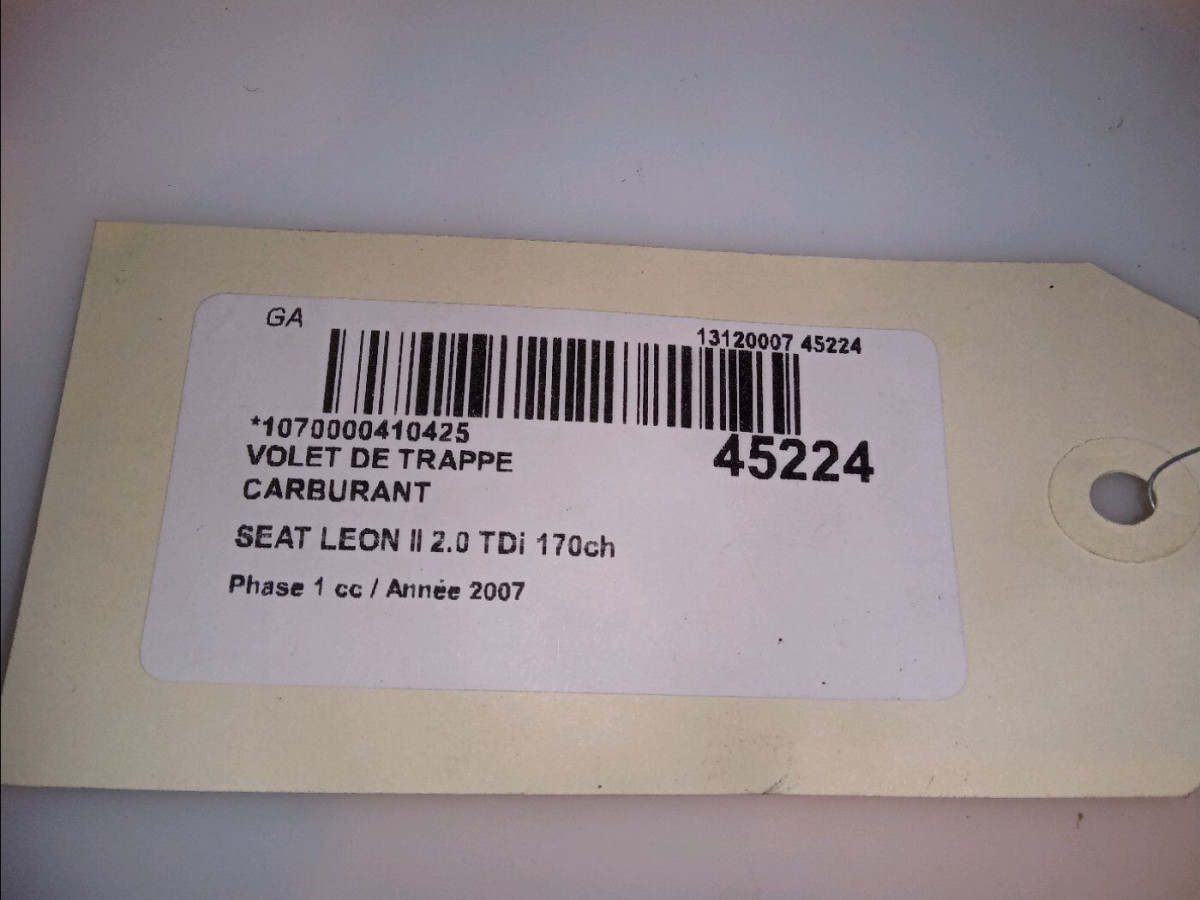 GA
13120007 45224
*1070000410425
45224
VOLET DE TRAPPE
CARBURANT
SEAT LEON II 2.0 TDi 170ch
Phase 1 cc / Année 2007